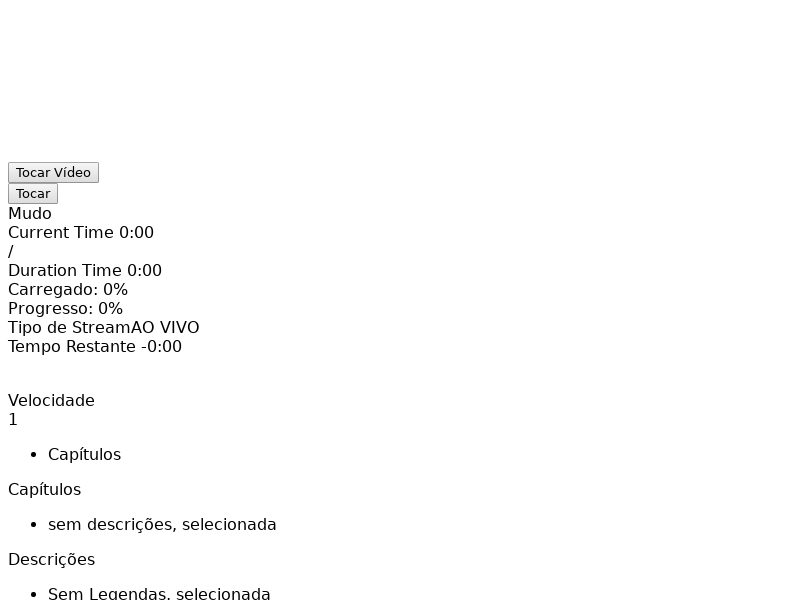 Tocar Vídeo
Tocar
Mudo
Current Time 0:00
/
Duration Time 0:00
Carregado: 0%
Progresso: 0%
Tipo de StreamAO VIVO
Tempo Restante -0:00
Velocidade
1
• Capítulos
Capítulos
• sem descrições, selecionada
Descrições
• Sem Legendas, selecionada